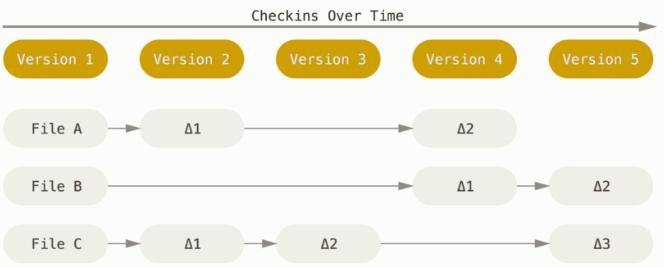 Checkins Over Time
Version 1 Version 2 Version 3 Version 4 Version 5
File A Δ1 Δ2
File B Δ1 Δ2
File C Δ1 Δ2 Δ3